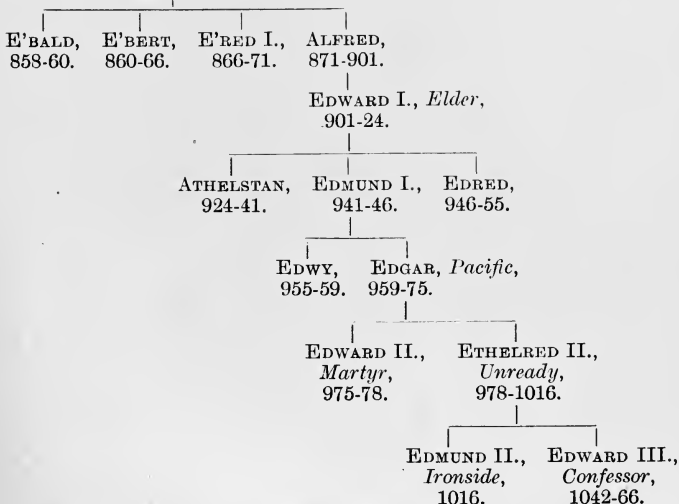 E'BALD, E'BERT, E'RED I., ALFRED,
858-60. 860-66. 866-71. 871-901.
EDWARD I., Elder,
901-24.
ATHELSTAN, EDMUND I., EDRED,
924-41. 941-46. 946-55.
EDWY, EDGAR, Pacific,
955-59. 959-75.
EDWARD II., ETHELRED II.,
Martyr, Unready,
975-78. 978-1016.
EDMUND II., EDWARD III.,
Ironside, Confessor,
1016. 1042-66.